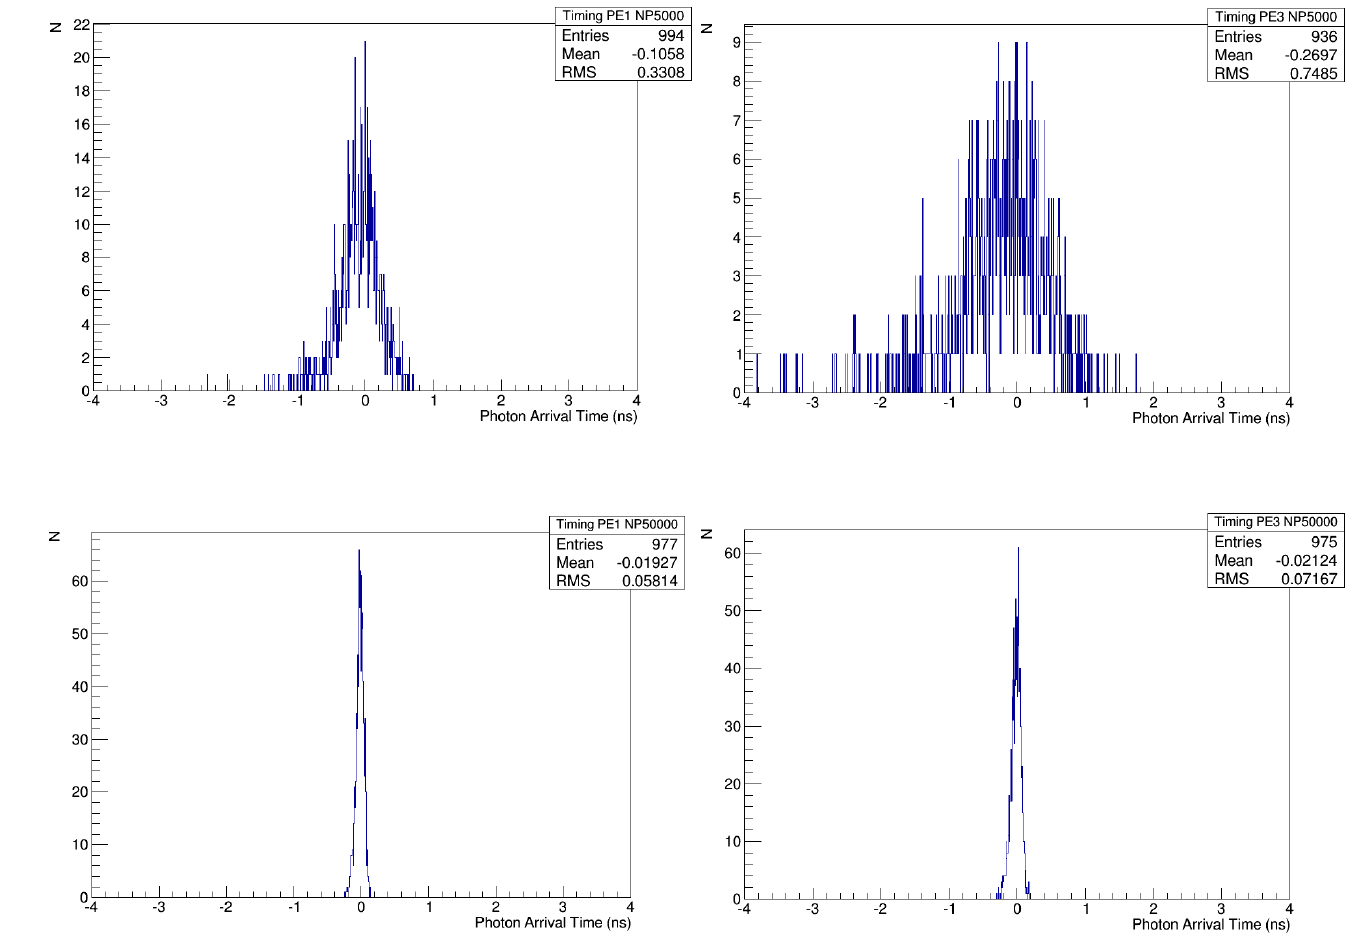 Timing PE1 NP5000
Entries 994
Mean -0.1058
RMS 0.3308
N
22
20
18
16
14
12
10
8
6
4
2
0
-4 -3 -2 -1 0 1 2 3 4
Photon Arrival Time (ns)
Timing PE3 NP5000
Entries 936
Mean -0.2697
RMS 0.7485
N
9
8
7
6
5
4
3
2
1
0
-4 -3 -2 -1 0 1 2 3 4
Photon Arrival Time (ns)
Timing PE1 NP50000
Entries 977
Mean -0.01927
RMS 0.05814
N
60
50
40
30
20
10
0
-4 -3 -2 -1 0 1 2 3 4
Photon Arrival Time (ns)
Timing PE3 NP50000
Entries 975
Mean -0.02124
RMS 0.07167
N
60
50
40
30
20
10
0
-4 -3 -2 -1 0 1 2 3 4
Photon Arrival Time (ns)